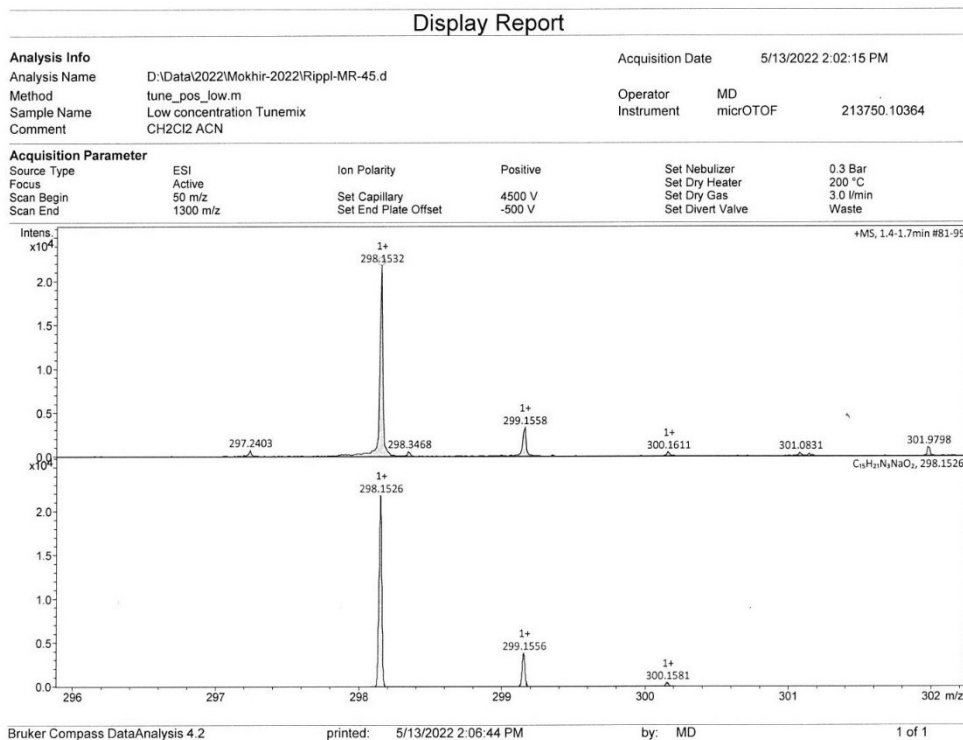 Display Report
Analysis Info
Acquisition Date 5/13/2022 2:02:15 PM
Analysis Name D:\Data\2022\Mokhir-2022\Rippl-MR-45.d
Method tune_pos_low.m
Operator MD
Sample Name Low concentration Tunemix
Instrument micrOTOF 213750.10364
Comment CH2Cl2 ACN
Acquisition Parameter
Source Type ESI Ion Polarity Positive Set Nebulizer 0.3 Bar
Focus Active Set Dry Heater 200 °C
Scan Begin 50 m/z Set Capillary 4500 V Set Dry Gas 3.0 l/min
Scan End 1300 m/z Set End Plate Offset -500 V Set Divert Valve Waste
Intens.
x10⁴
+MS, 1.4-1.7min #81-99
1+
298.1532
2.0
1.5
1.0
0.5
1+
299.1558
297.2403
298.3468
1+
300.1611
301.0831
301.9798
0.0
x10⁴
C₁₅H₂₁N₃NaO₂, 298.1526
1+
298.1526
2.0
1.5
1.0
0.5
1+
299.1556
1+
300.1581
0.0
296 297 298 299 300 301 302 m/z
Bruker Compass DataAnalysis 4.2 printed: 5/13/2022 2:06:44 PM by: MD 1 of 1